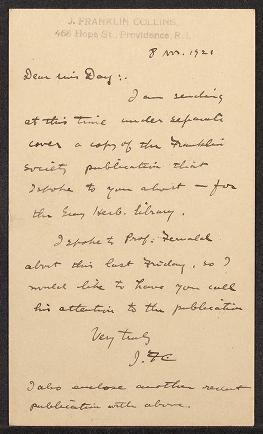 J. FRANKLIN COLLINS,
468 Hope St., Providence, R.I.
8 Nov. 1921
Dear Miss Day:-
I am sending
at this time under separate
cover a copy of the Franklin
Society publication that
I spoke to you about - for
the Gray Herb. Library.
I spoke to Prof. Fernald
about this last Friday, so I
would like to have you call
his attention to the publication
Very truly
J. F. C
I also enclose another recent
publication with above.